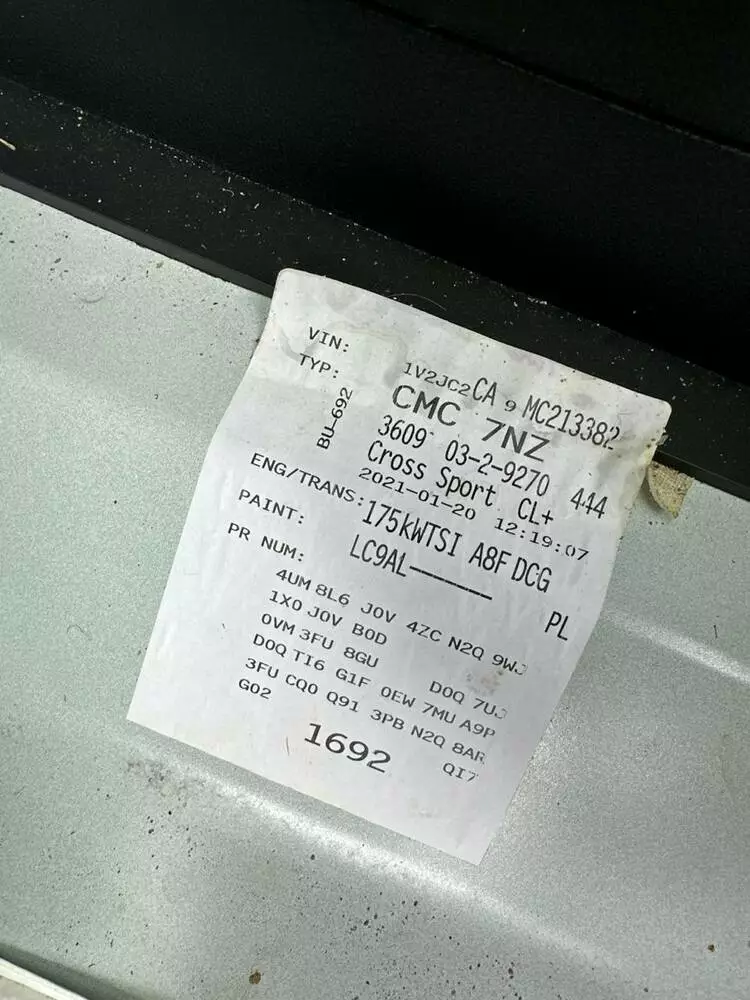 VIN: 1V2JC2CA 9 MC213382
TYP: CMC 7NZ
BU-692
3609 03-2-9270 444
Cross Sport CL+
2021-01-20 12:19:07
ENG/TRANS: 175KWTSI A8F DCG
PAINT: LC9AL PL
PR NUM:
4UM 8L6 J0V 4ZC N2Q 9WJ
1X0 J0V B0D D0Q 7UJ
0VM 3FU 8GU
D0Q TI6 G1F 0EW 7MU A9P
3FU CQ0 Q91 3PB N2Q 8AR
G02 QI7
1692